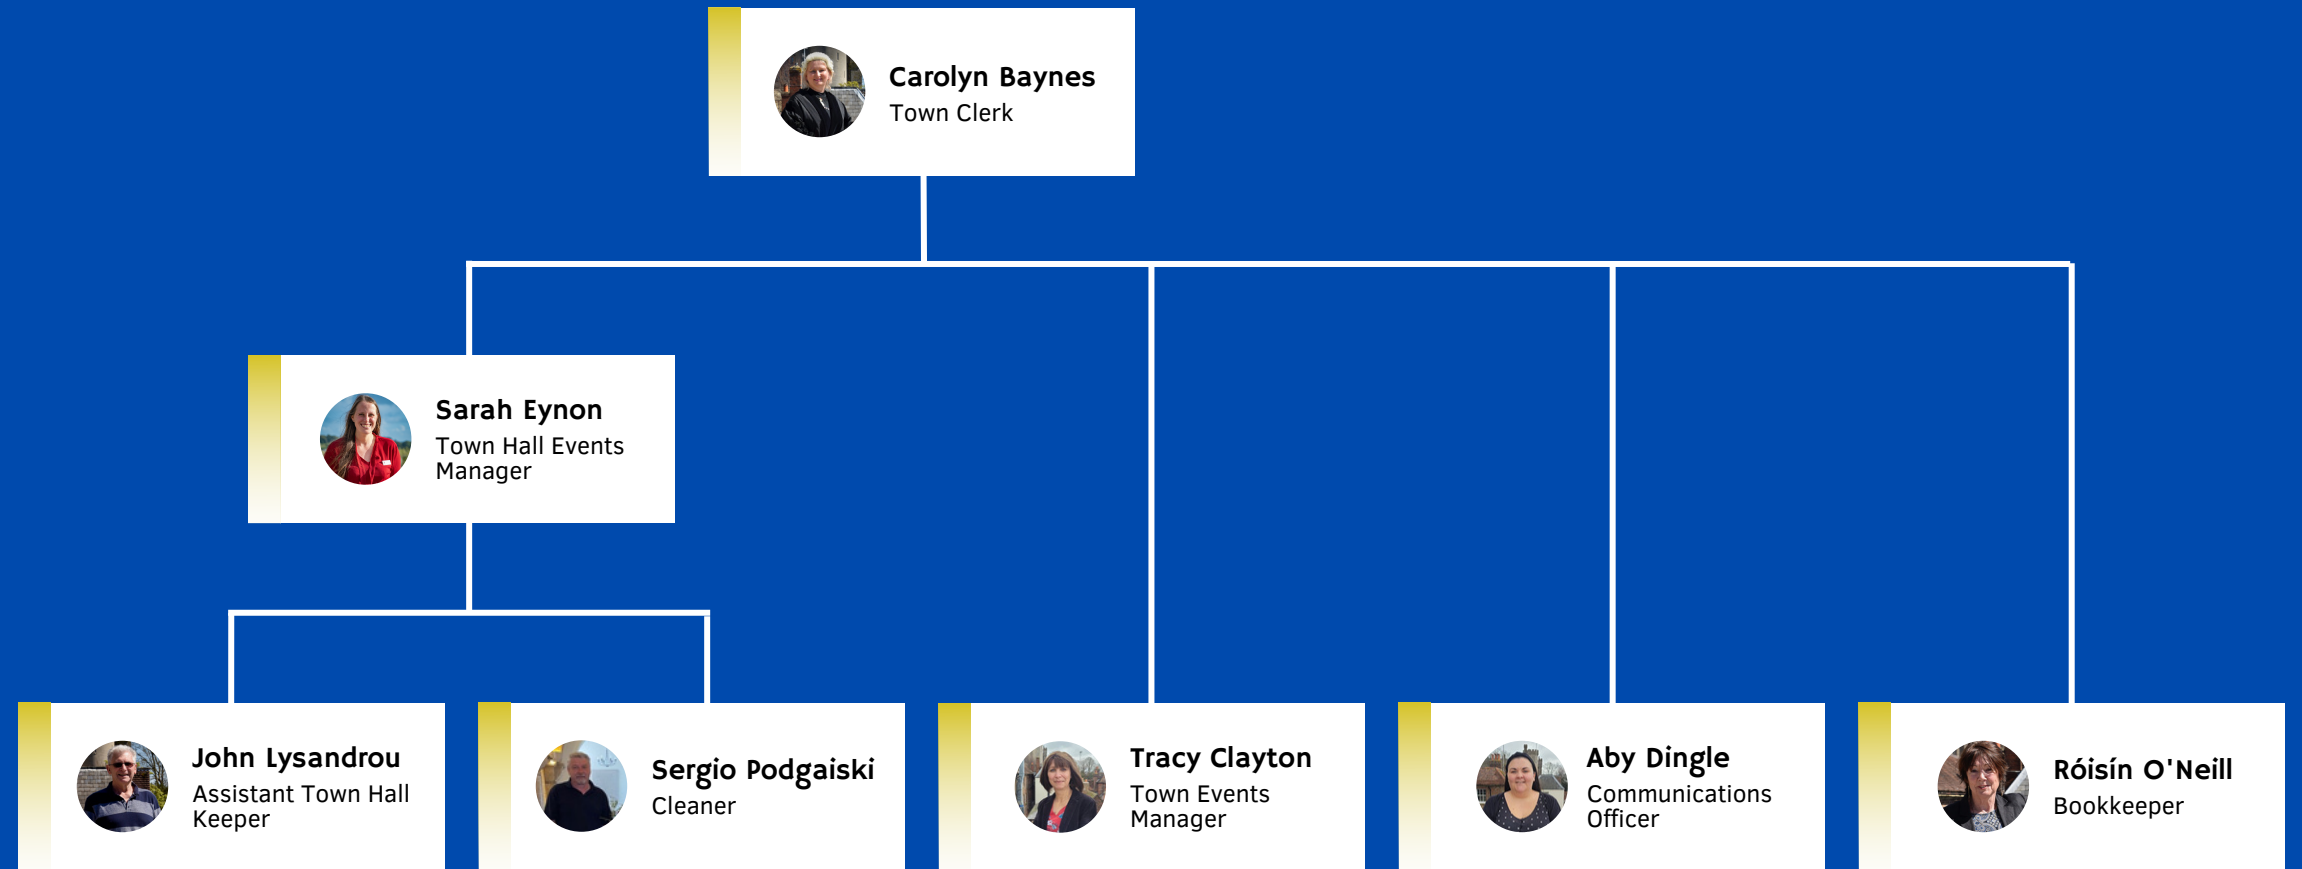 Carolyn Baynes
Town Clerk
Sarah Eynon
Town Hall Events
Manager
John Lysandrou
Assistant Town Hall
Keeper
Sergio Podgaiski
Cleaner
Tracy Clayton
Town Events
Manager
Aby Dingle
Communications
Officer
Róisín O'Neill
Bookkeeper